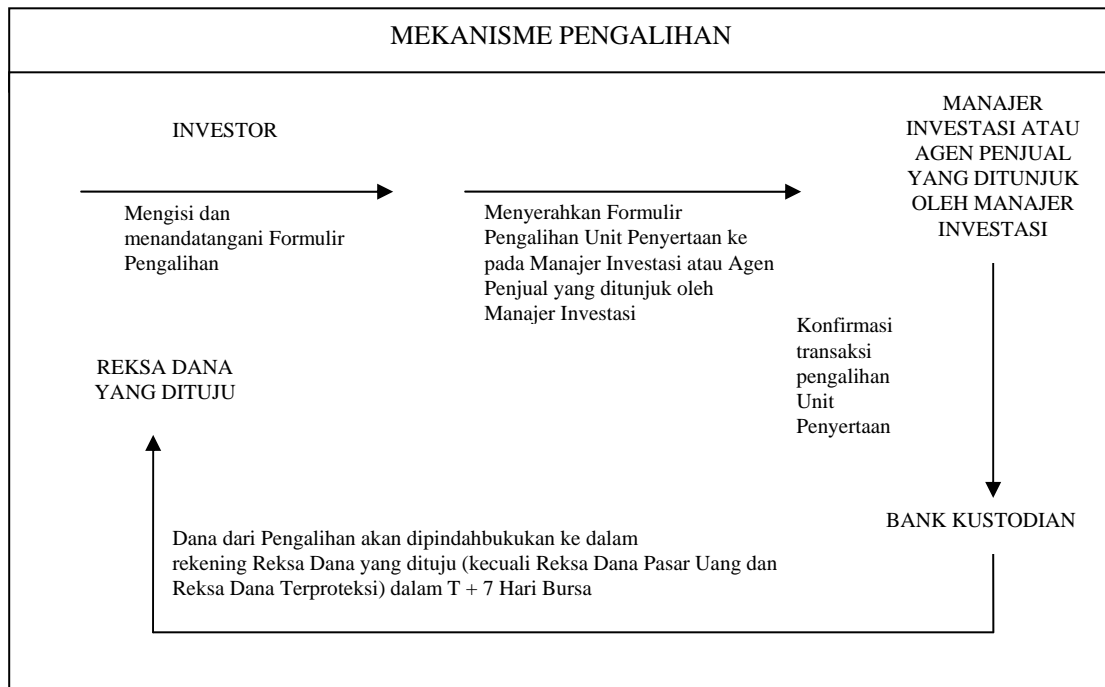 MEKANISME PENGALIHAN
INVESTOR
MANAJER
INVESTASI ATAU
AGEN PENJUAL
YANG DITUNJUK
OLEH MANAJER
INVESTASI
Mengisi dan
menandatangani Formulir
Pengalihan
Menyerahkan Formulir
Pengalihan Unit Penyertaan ke
pada Manajer Investasi atau Agen
Penjual yang ditunjuk oleh
Manajer Investasi
Konfirmasi
transaksi
pengalihan
Unit
Penyertaan
REKSA DANA
YANG DITUJU
BANK KUSTODIAN
Dana dari Pengalihan akan dipindahbukukan ke dalam
rekening Reksa Dana yang dituju (kecuali Reksa Dana Pasar Uang dan
Reksa Dana Terproteksi) dalam T + 7 Hari Bursa